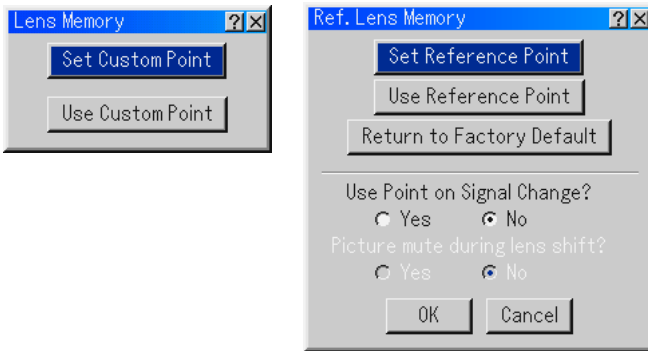 Lens Memory
Set Custom Point
Use Custom Point
Ref. Lens Memory
Set Reference Point
Use Reference Point
Return to Factory Default
Use Point on Signal Change?
Yes No
Picture mute during lens shift?
Yes No
OK Cancel